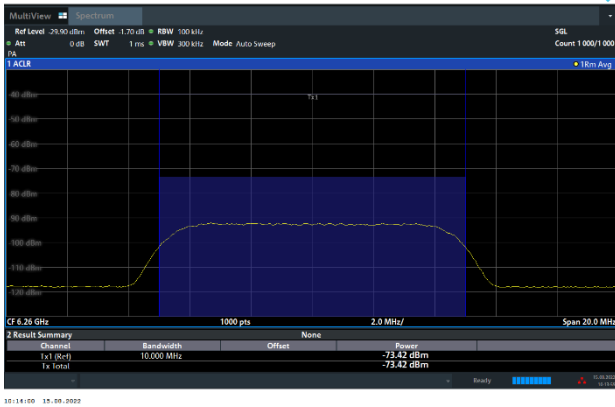 MultiView Spectrum
Ref Level -29.90 dBm Offset -1.70 dB RBW 100 kHz SGL
Att 0 dB SWT 1 ms VBW 300 kHz Mode Auto Sweep Count 1000/1000
PA
1 ACLR 1Rm Avg
-40 dBm
Tx1
-50 dBm
-60 dBm
-70 dBm
-80 dBm
-90 dBm
-100 dBm
-110 dBm
-120 dBm
CF 6.26 GHz 1000 pts 2.0 MHz/ Span 20.0 MHz
2 Result Summary None
Channel Bandwidth Offset Power
Tx1 (Ref) 10.000 MHz -73.42 dBm
Tx Total -73.42 dBm
Ready
10:14:00 15.08.2022